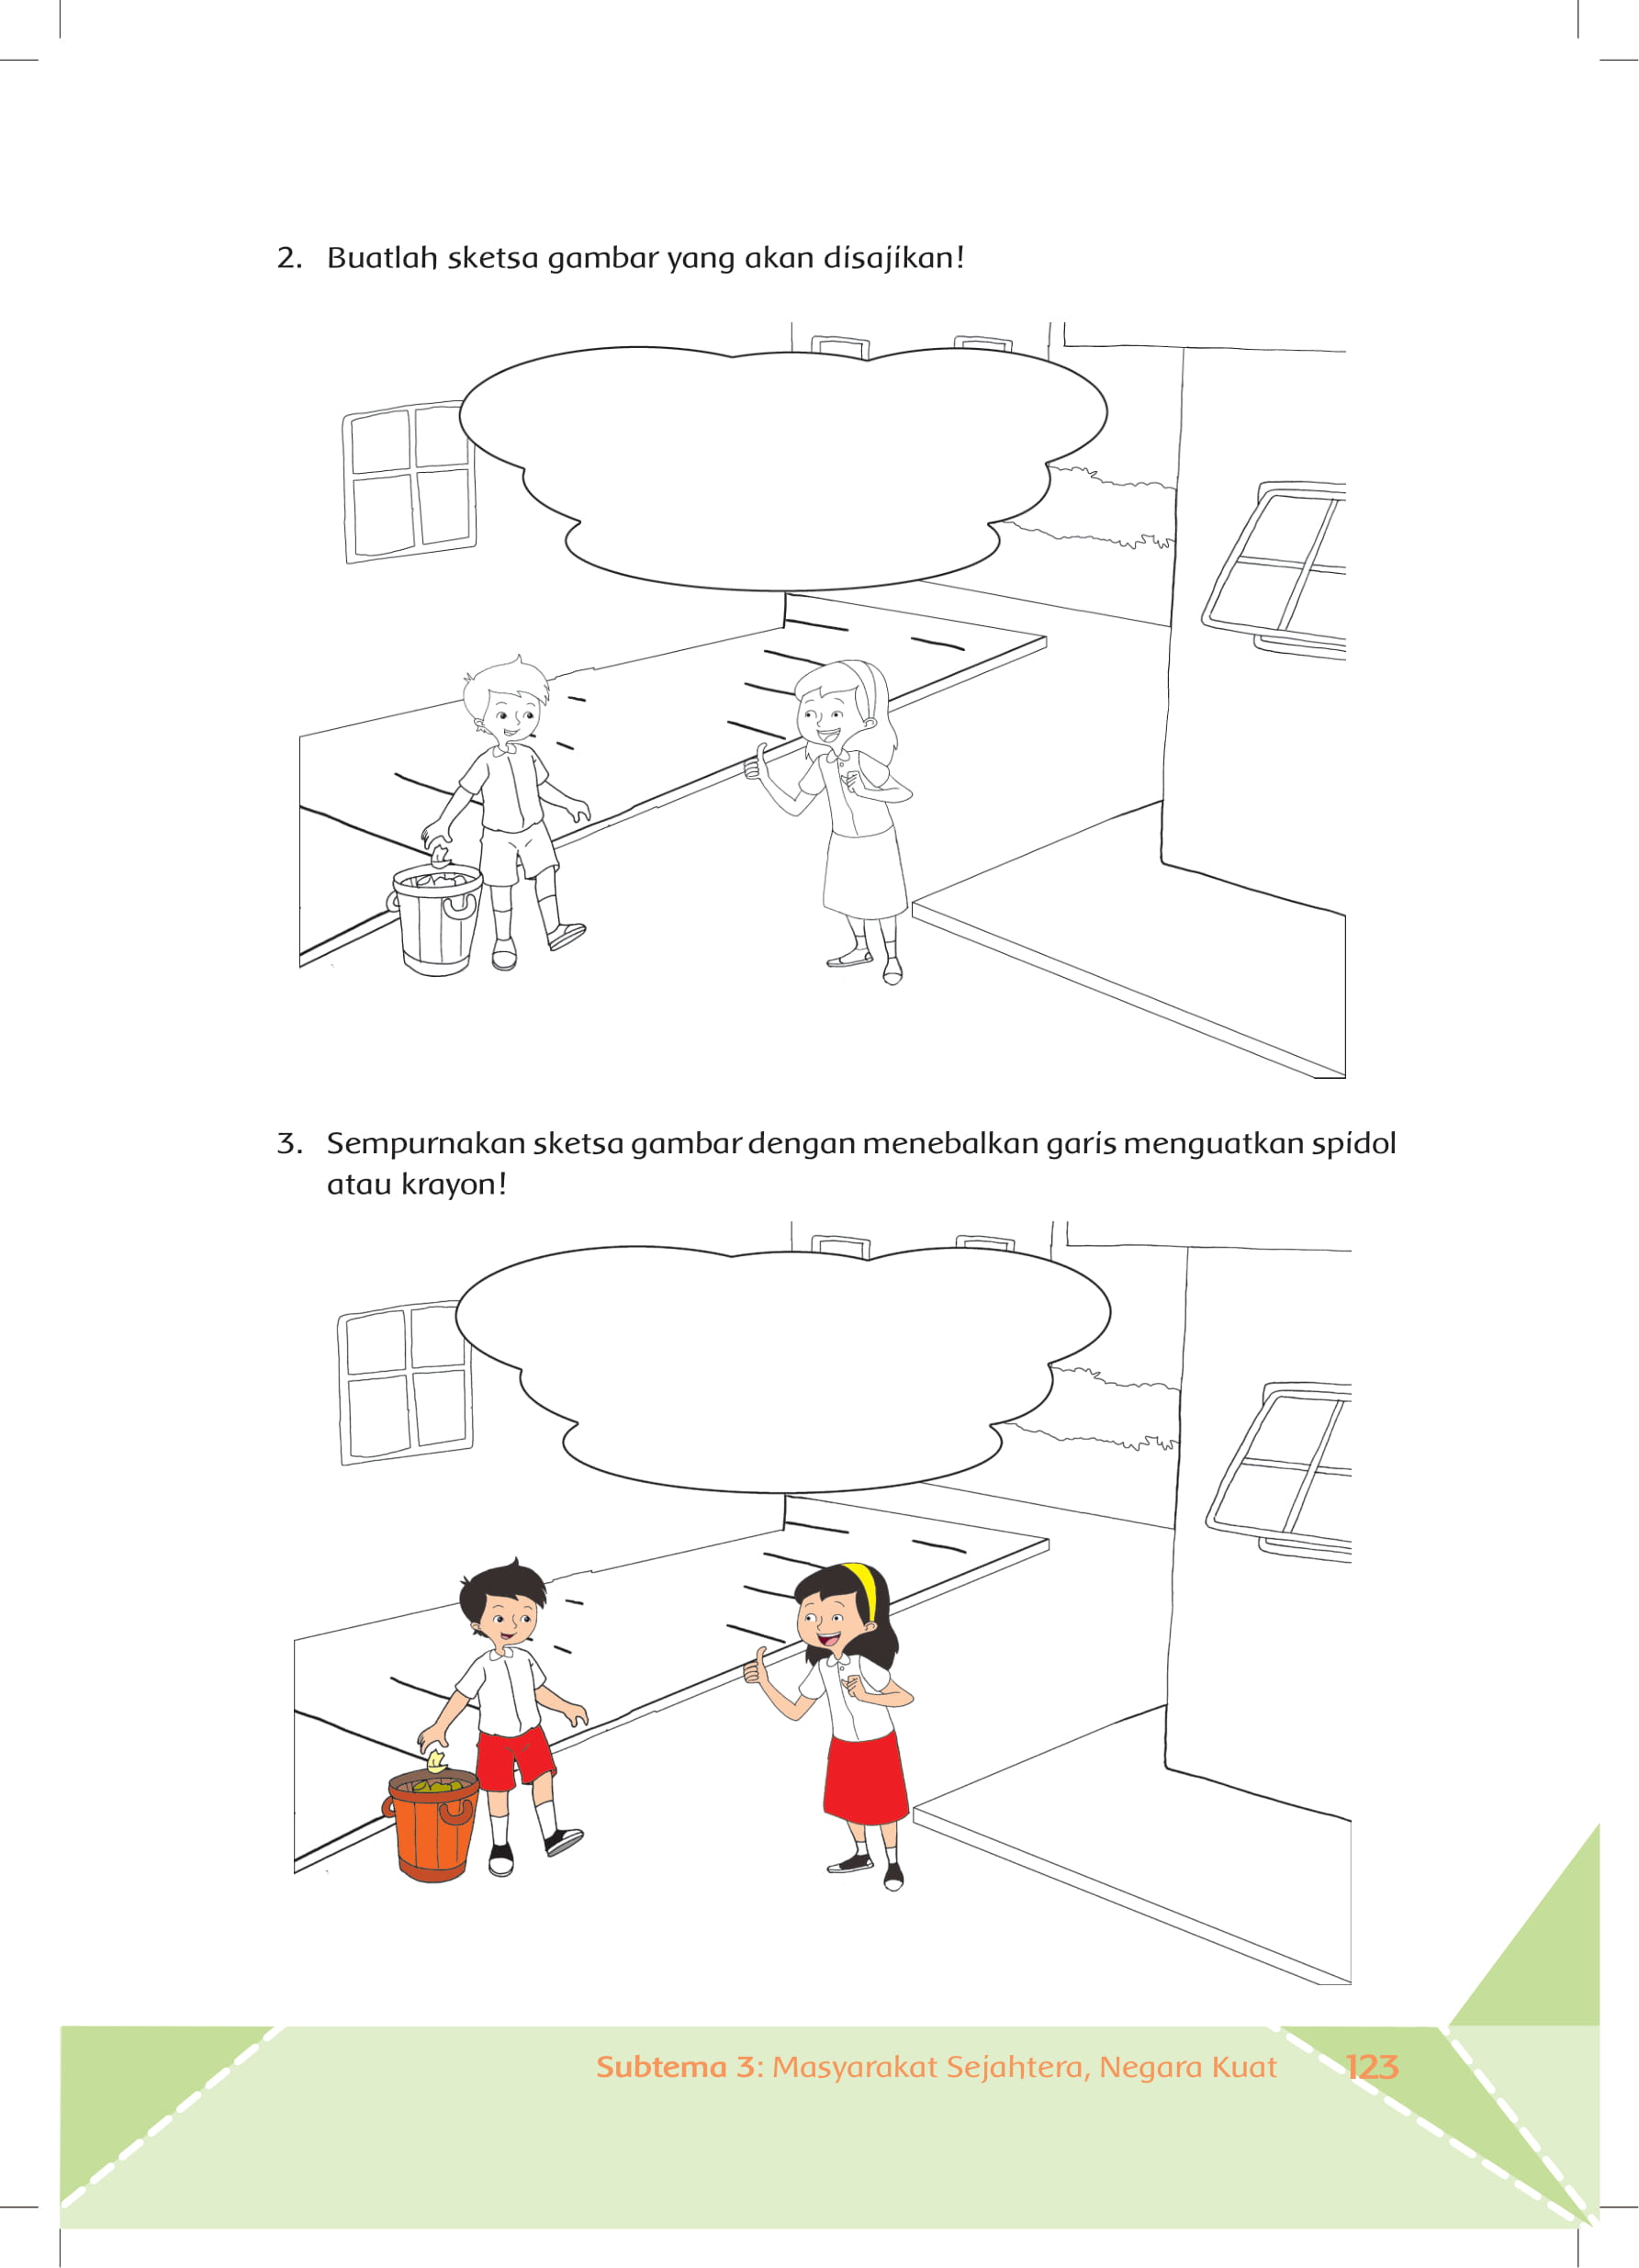 2. Buatlah sketsa gambar yang akan disajikan!
3. Sempurnakan sketsa gambar dengan menebalkan garis menguatkan spidol
atau krayon!
Subtema 3: Masyarakat Sejahtera, Negara Kuat 123